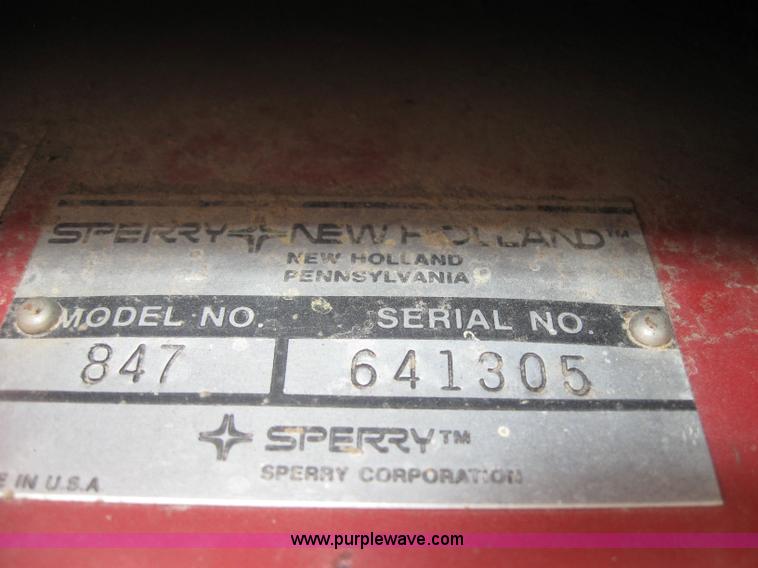 SPERRY NEW HOLLAND™
NEW HOLLAND
PENNSYLVANIA
MODEL NO. SERIAL NO.
847 641305
SPERRY™
SPERRY CORPORATION
IN U.S.A
www.purplewave.com